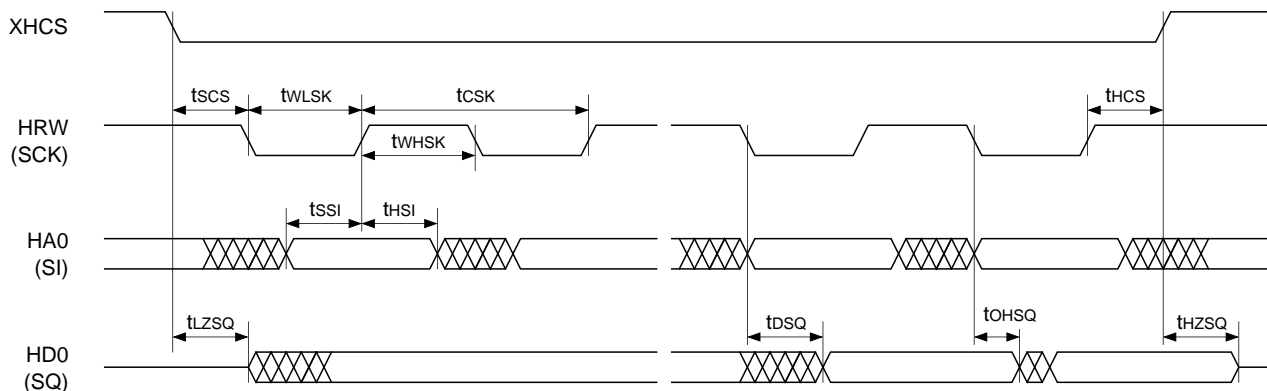 XHCS
tSCS
tWLSK
tCSK
tHCS
HRW
(SCK)
tWHSK
tSSI
tHSI
HA0
(SI)
tLZSQ
tDSQ
tOHSQ
tHZSQ
HD0
(SQ)